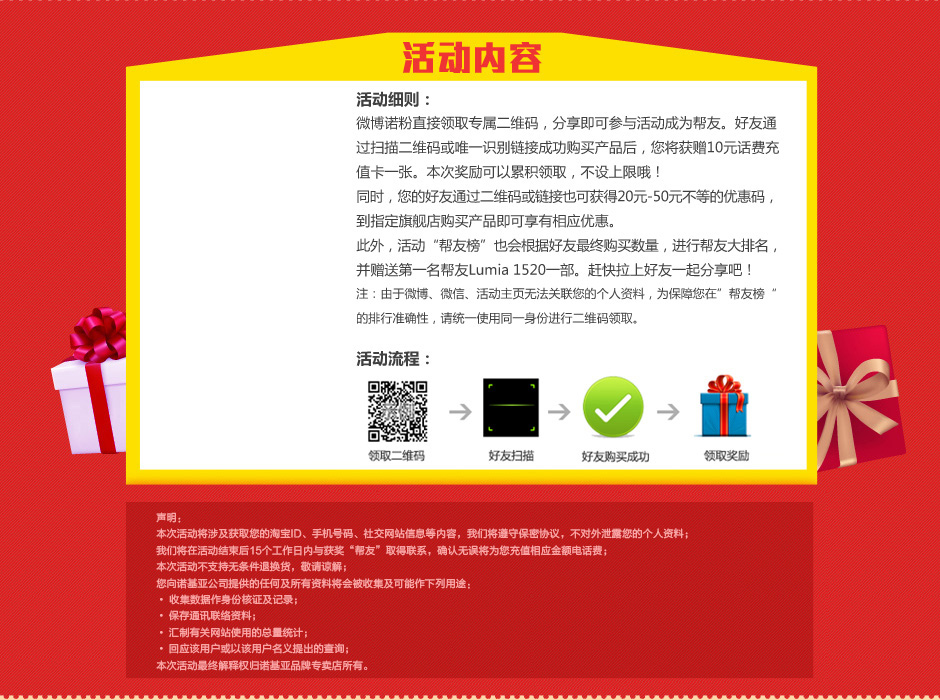 活动内容
活动细则：
微博诺粉直接领取专属二维码，分享即可参与活动成为帮友。好友通
过扫描二维码或唯一识别链接成功购买产品后，您将获赠10元话费充
值卡一张。本次奖励可以累积领取，不设上限哦！
同时，您的好友通过二维码或链接也可获得20元-50元不等的优惠码，
到指定旗舰店购买产品即可享有相应优惠。
此外，活动“帮友榜”也会根据好友最终购买数量，进行帮友大排名，
并赠送第一名帮友Lumia 1520一部。赶快拉上好友一起分享吧！
注：由于微博、微信、活动主页无法关联您的个人资料，为保障您在”帮友榜“
的排行准确性，请统一使用同一身份进行二维码领取。
活动流程：
领取二维码 好友扫描 好友购买成功 领取奖励
声明：
本次活动将涉及获取您的淘宝ID、手机号码、社交网站信息等内容，我们将遵守保密协议，不对外泄露您的个人资料；
我们将在活动结束后15个工作日内与获奖“帮友”取得联系，确认无误将为您充值相应金额电话费；
本次活动不支持无条件退换货，敬请谅解；
您向诺基亚公司提供的任何及所有资料将会被收集及可能作下列用途：
· 收集数据作身份核证及记录；
· 保存通讯联络资料；
· 汇制有关网站使用的总量统计；
· 回应该用户或以该用户名义提出的查询；
本次活动最终解释权归诺基亚品牌专卖店所有。